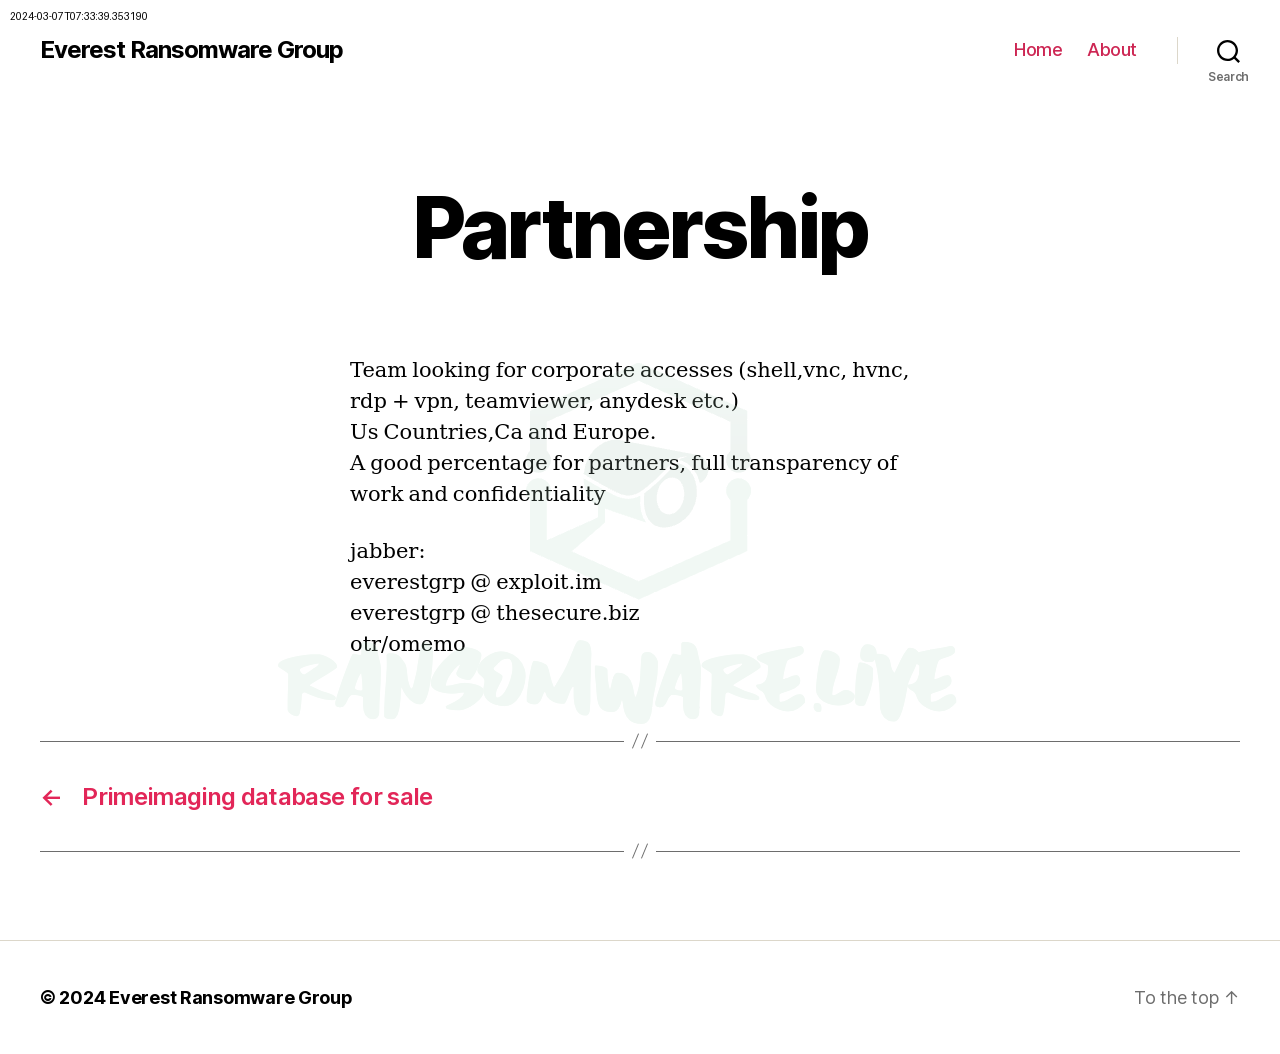 2024-03-07T07:33:39.353190
Everest Ransomware Group
Home
About
Search
Partnership
Team looking for corporate accesses (shell,vnc, hvnc,
rdp + vpn, teamviewer, anydesk etc.)
Us Countries,Ca and Europe.
A good percentage for partners, full transparency of
work and confidentiality
jabber:
everestgrp @ exploit.im
everestgrp @ thesecure.biz
otr/omemo
RANSOMWARE.LiVE
//
← Primeimaging database for sale
//
© 2024 Everest Ransomware Group
To the top ↑